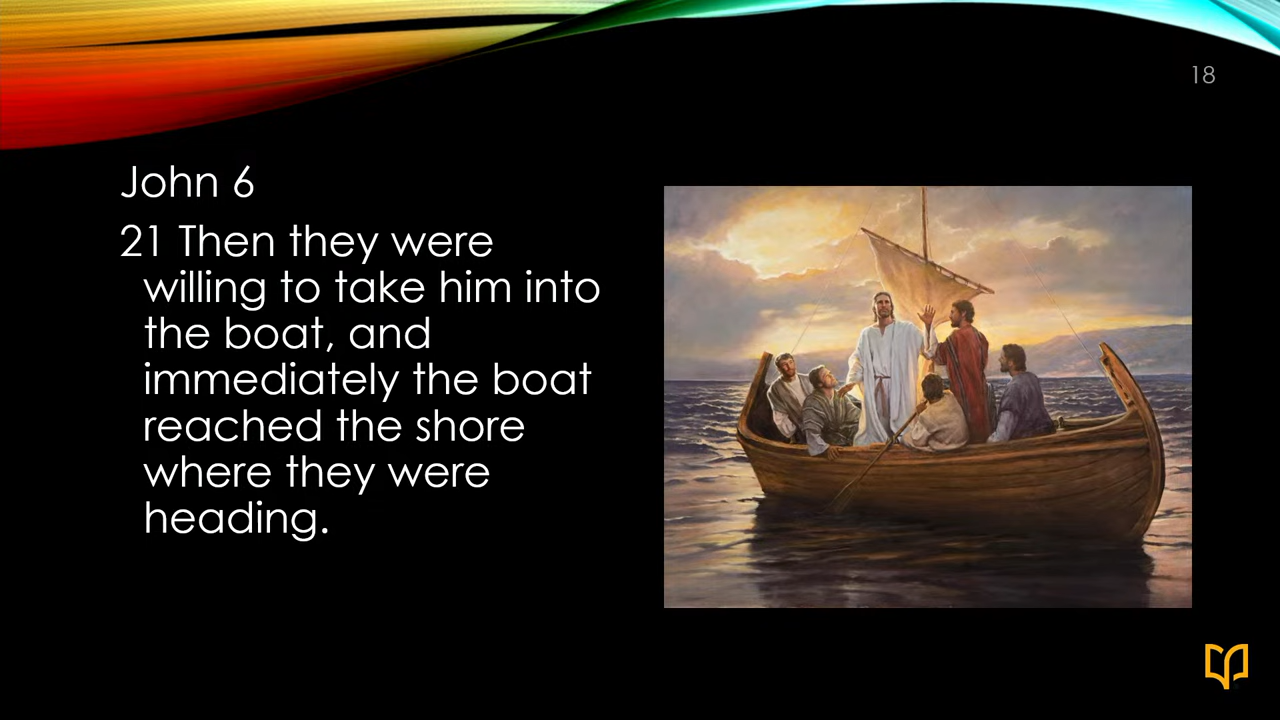 18
John 6
21 Then they were
willing to take him into
the boat, and
immediately the boat
reached the shore
where they were
heading.